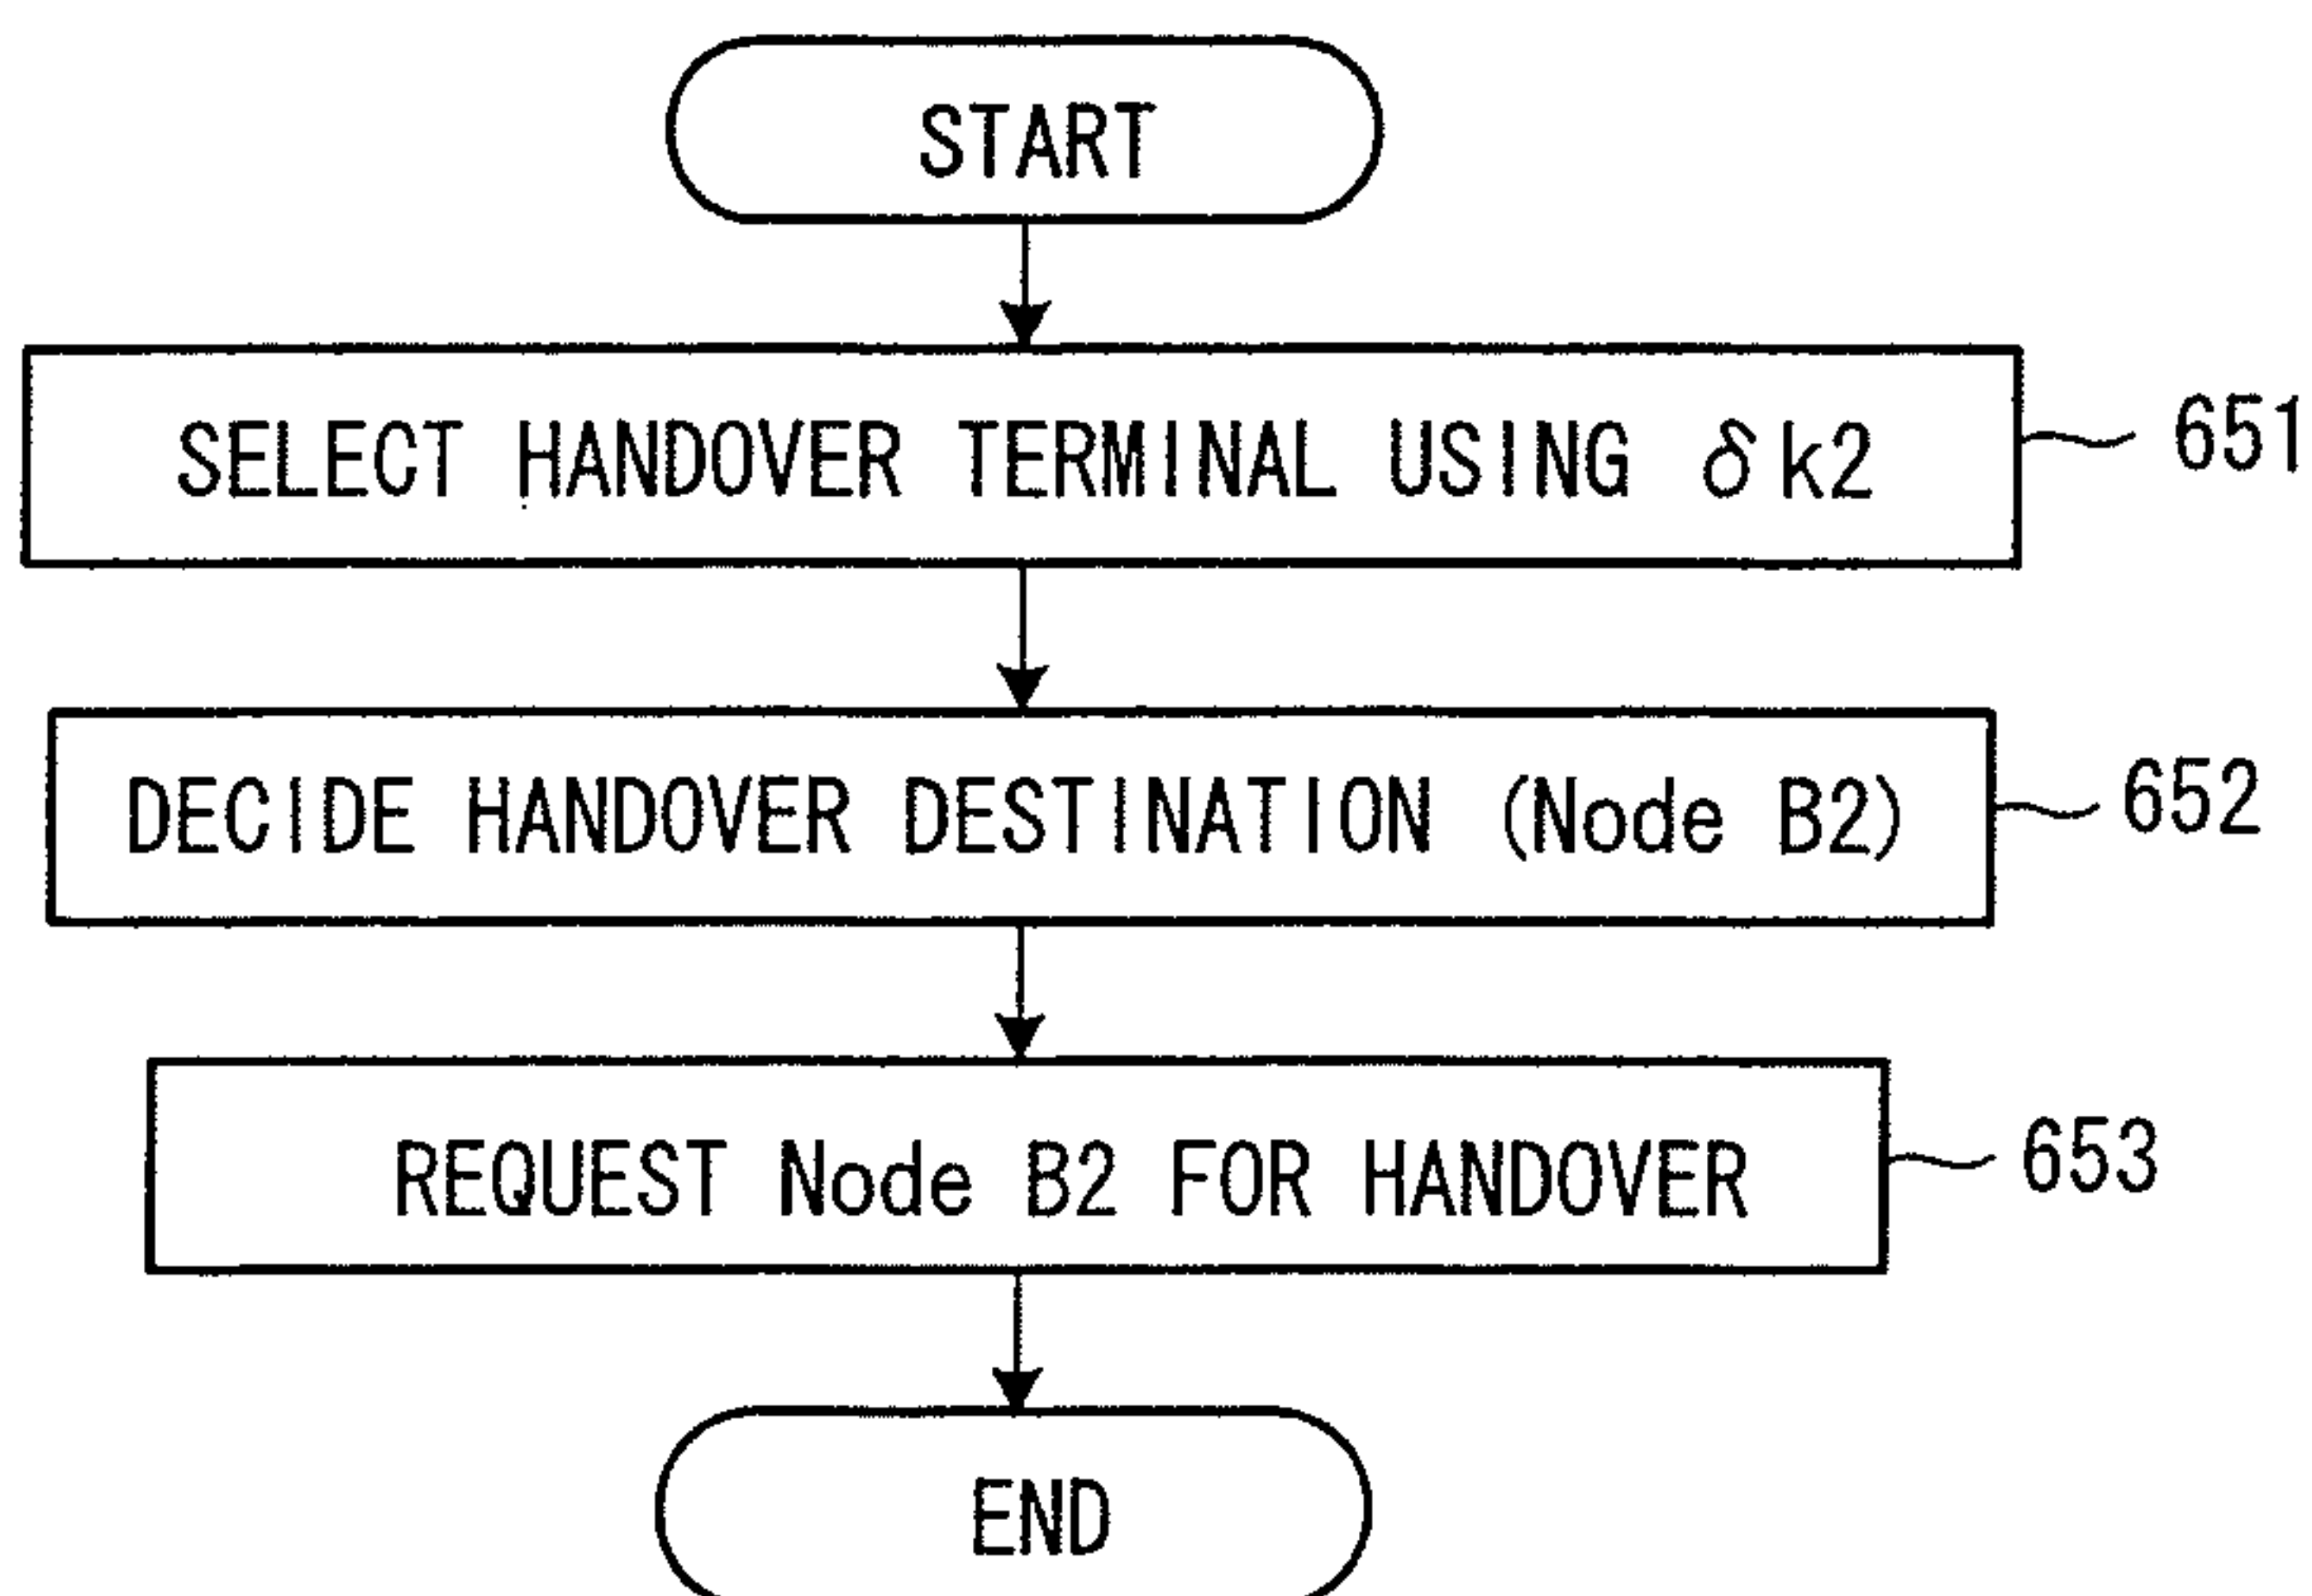 START
SELECT HANDOVER TERMINAL USING δk2
651
DECIDE HANDOVER DESTINATION (Node B2)
652
REQUEST Node B2 FOR HANDOVER
653
END